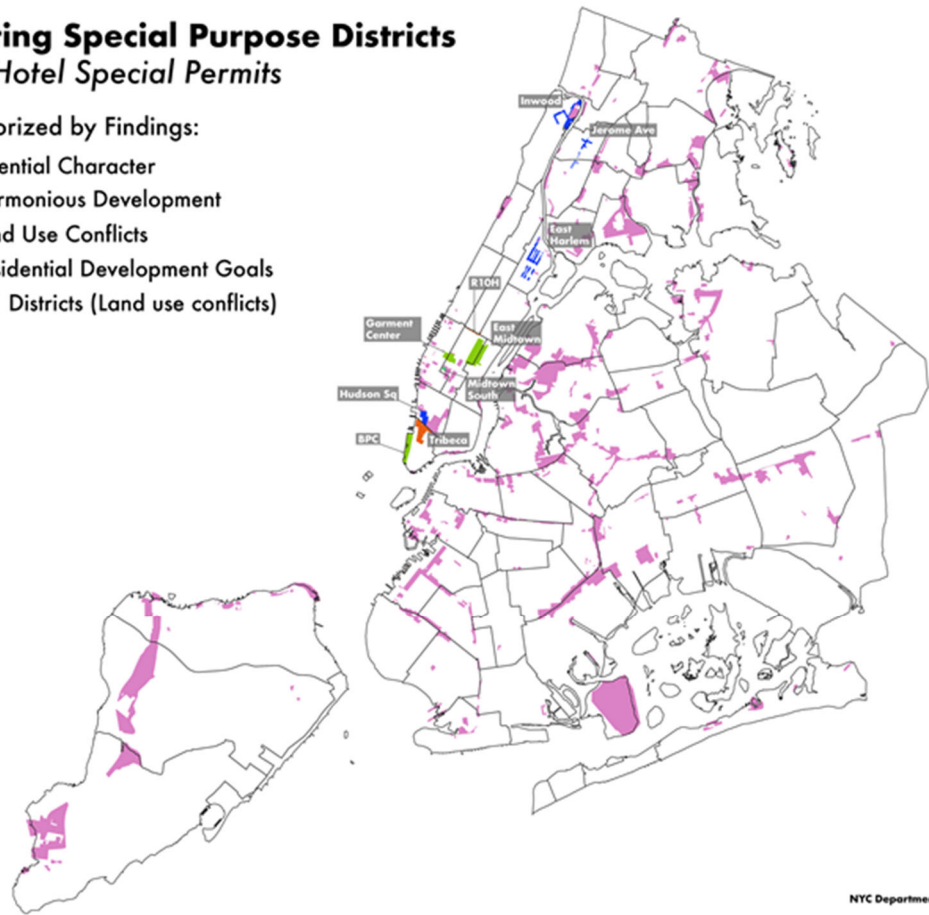 ring Special Purpose Districts
Hotel Special Permits
orized by Findings:
ential Character
rmonious Development
nd Use Conflicts
sidential Development Goals
Districts (Land use conflicts)
Inwood
Jerome Ave
East
Harlem
R10H
Garment
Center
East
Midtown
Midtown
South
Hudson Sq
BPC
Tribeca
NYC Departme